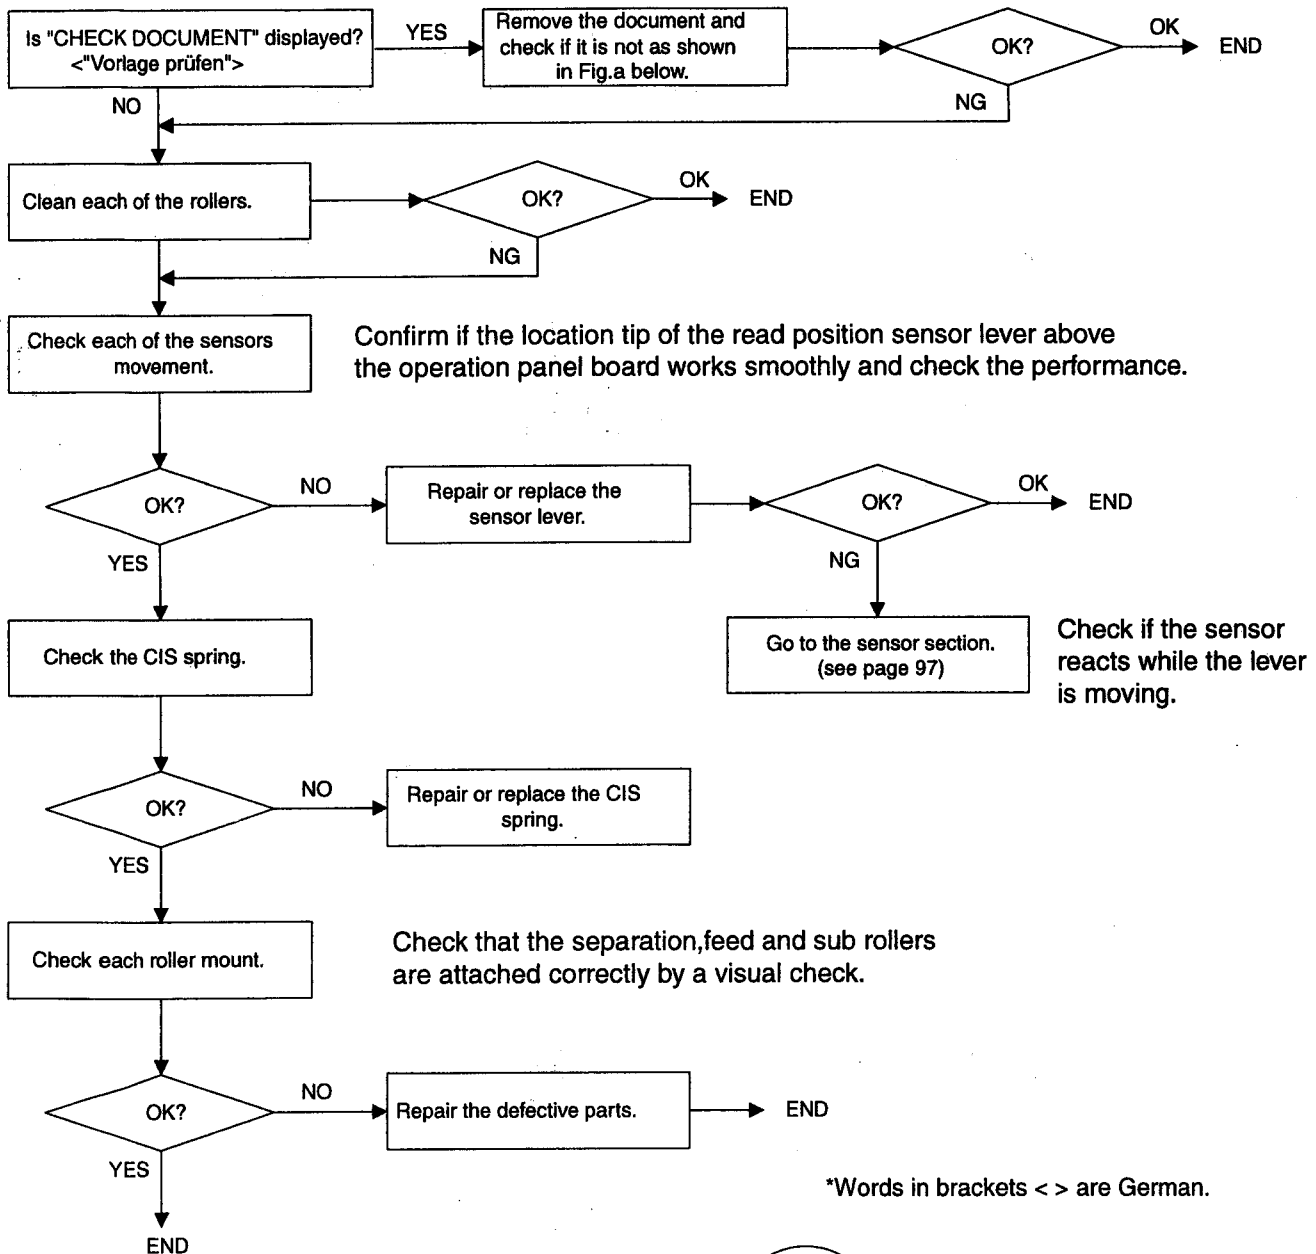 Is "CHECK DOCUMENT" displayed?
<"Vorlage prüfen">
YES
Remove the document and
check if it is not as shown
in Fig.a below.
OK?
OK
END
NO
NG
Clean each of the rollers.
OK?
OK
END
NG
Check each of the sensors
movement.
Confirm if the location tip of the read position sensor lever above
the operation panel board works smoothly and check the performance.
OK?
NO
Repair or replace the
sensor lever.
OK?
OK
END
YES
NG
Check the CIS spring.
Go to the sensor section.
(see page 97)
Check if the sensor
reacts while the lever
is moving.
OK?
NO
Repair or replace the CIS
spring.
YES
Check each roller mount.
Check that the separation,feed and sub rollers
are attached correctly by a visual check.
OK?
NO
Repair the defective parts.
END
YES
*Words in brackets < > are German.
END